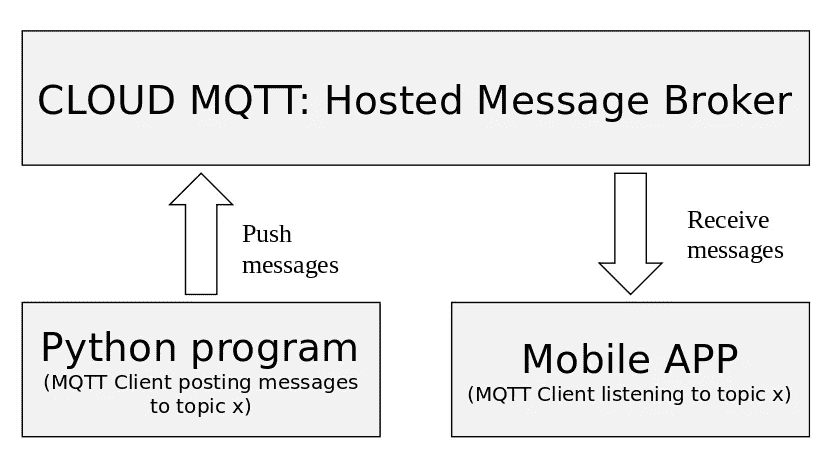 CLOUD MQTT: Hosted Message Broker
Push
messages
Receive
messages
Python program
(MQTT Client posting messages
to topic x)
Mobile APP
(MQTT Client listening to topic x)